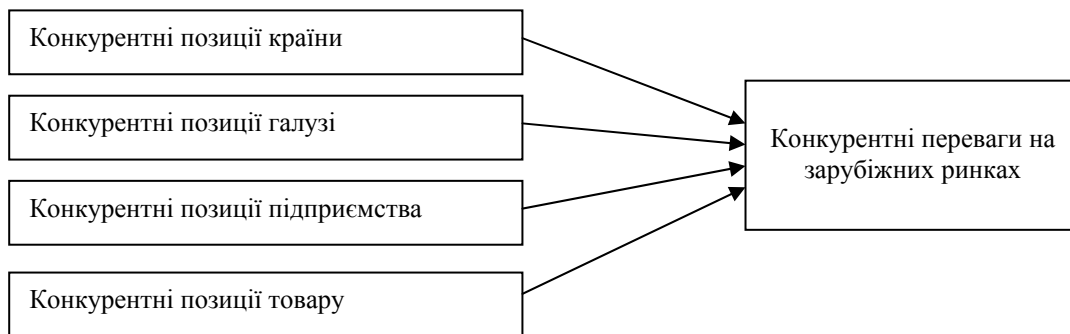 Конкурентні позиції країни
Конкурентні позиції галузі
Конкурентні позиції підприємства
Конкурентні позиції товару
Конкурентні переваги на
зарубіжних ринках